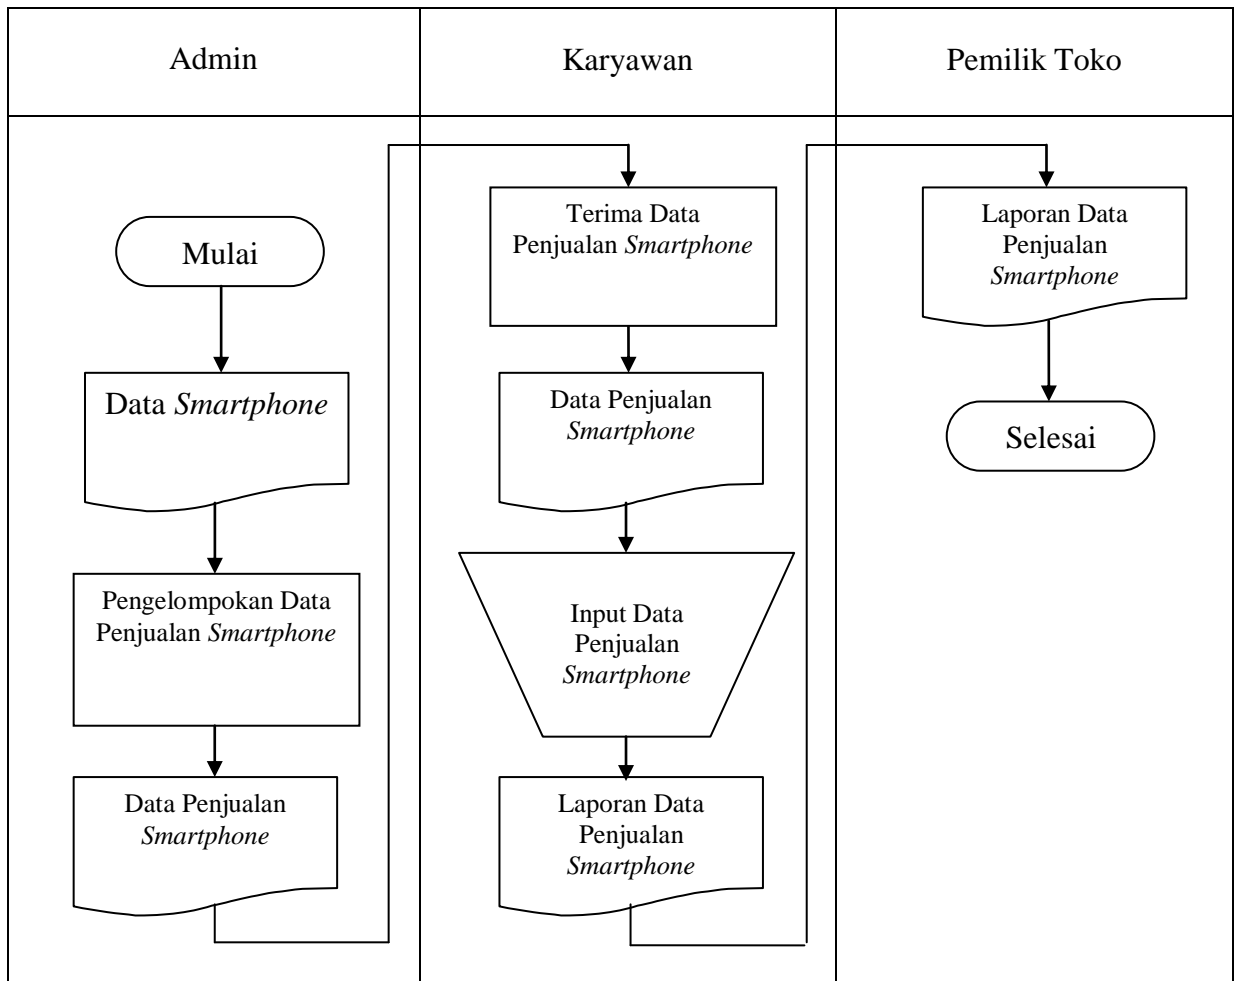 Admin
Karyawan
Pemilik Toko
Mulai
Data Smartphone
Pengelompokan Data
Penjualan Smartphone
Data Penjualan
Smartphone
Terima Data
Penjualan Smartphone
Data Penjualan
Smartphone
Input Data
Penjualan
Smartphone
Laporan Data
Penjualan
Smartphone
Laporan Data
Penjualan
Smartphone
Selesai